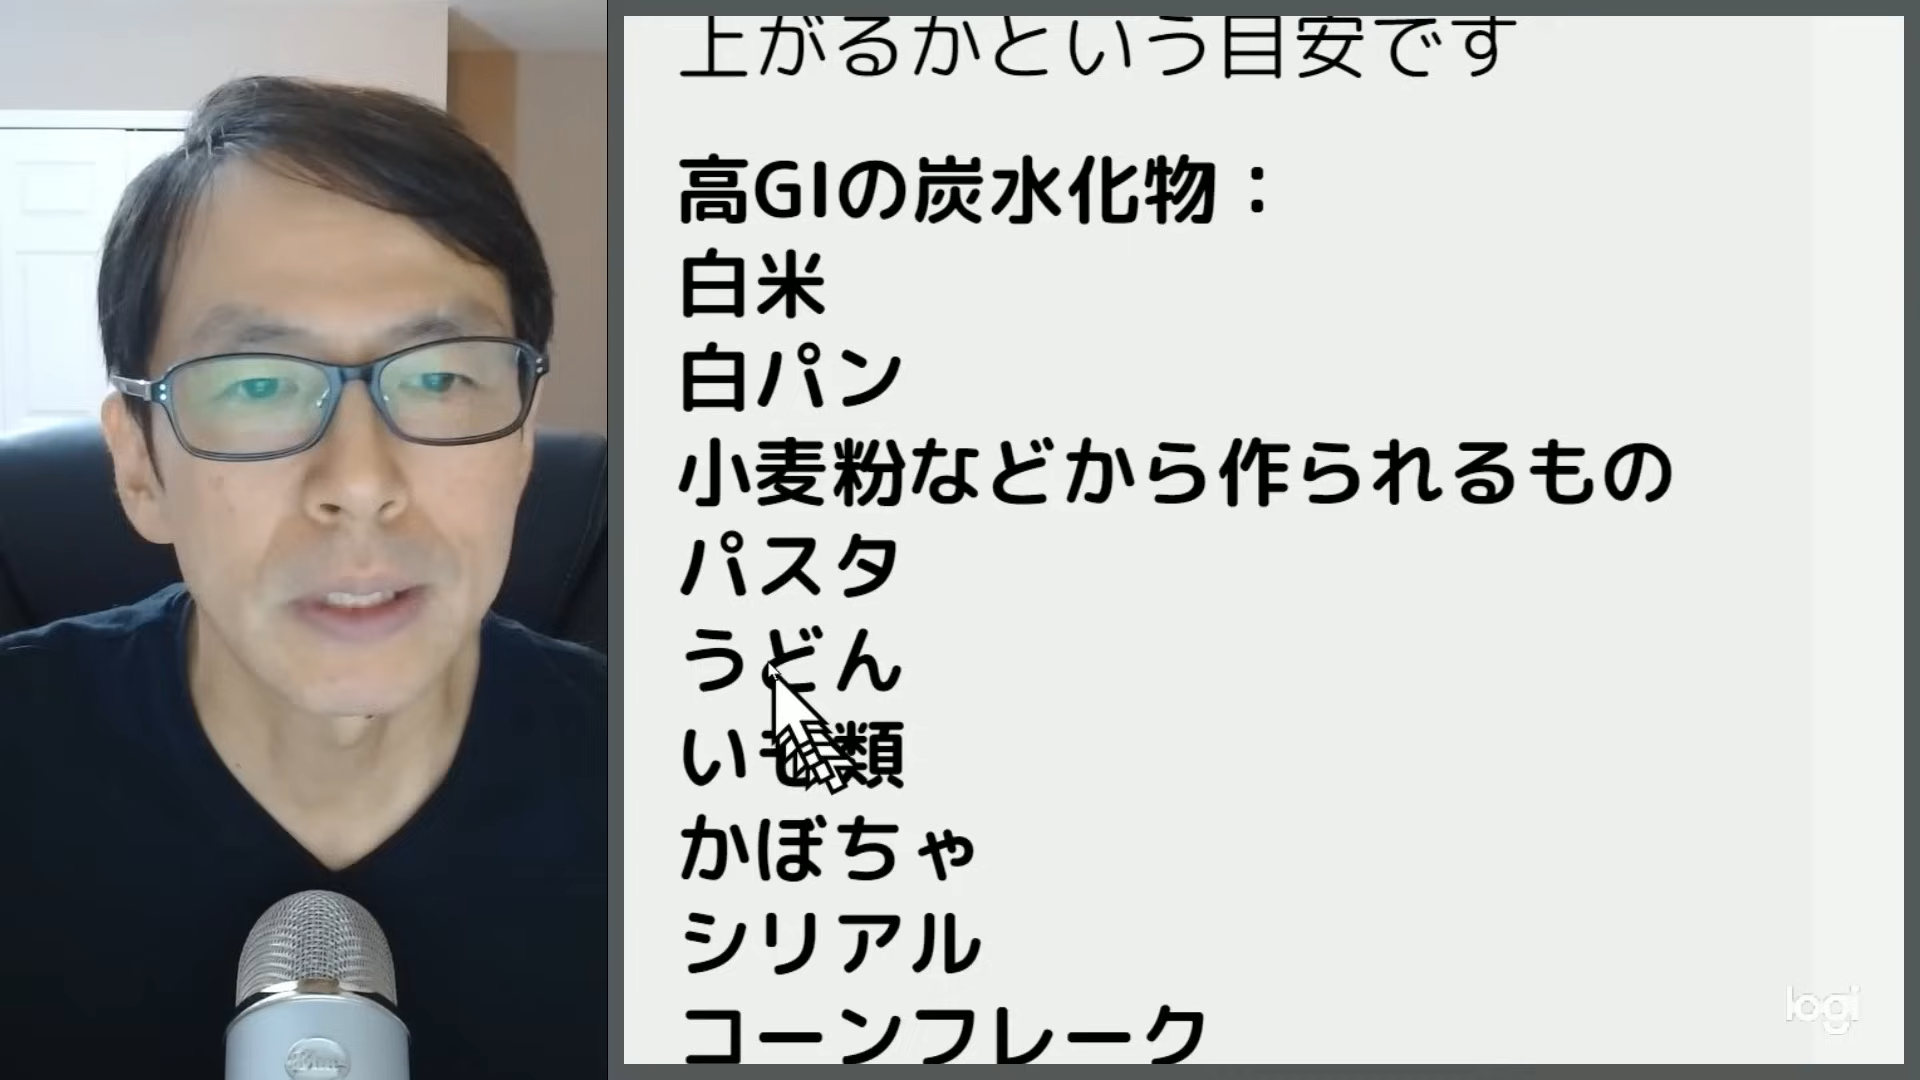 上がるかという目安です
高GIの炭水化物：
白米
白パン
小麦粉などから作られるもの
パスタ
うどん
いも類
かぼちゃ
シリアル
コーンフレーク
logi
Blue